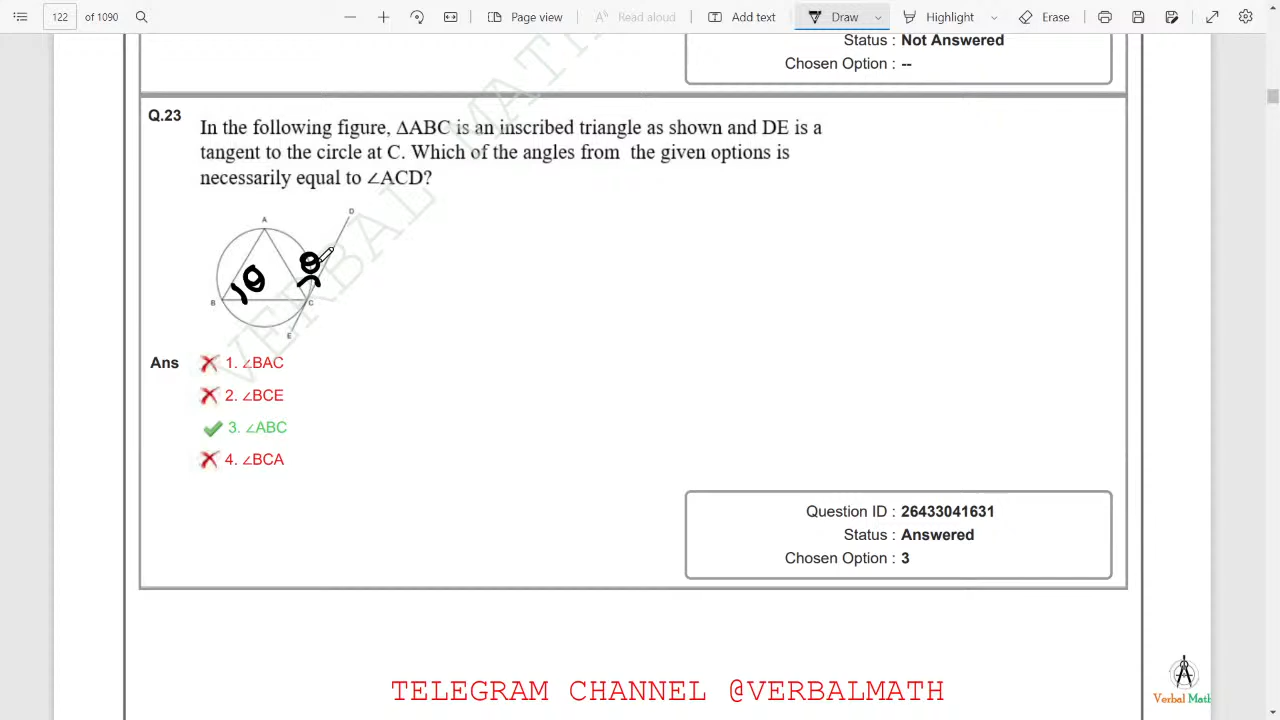 122 of 1090 Page view Read aloud Add text Draw Highlight Erase
Status : Not Answered
Chosen Option : --
Q.23
In the following figure, ΔABC is an inscribed triangle as shown and DE is a
tangent to the circle at C. Which of the angles from the given options is
necessarily equal to ∠ACD?
D
A
B
C
E
Ans
1. ∠BAC
2. ∠BCE
3. ∠ABC
4. ∠BCA
Question ID : 26433041631
Status : Answered
Chosen Option : 3
VERBAL MATH
TELEGRAM CHANNEL @VERBALMATH
Verbal Math